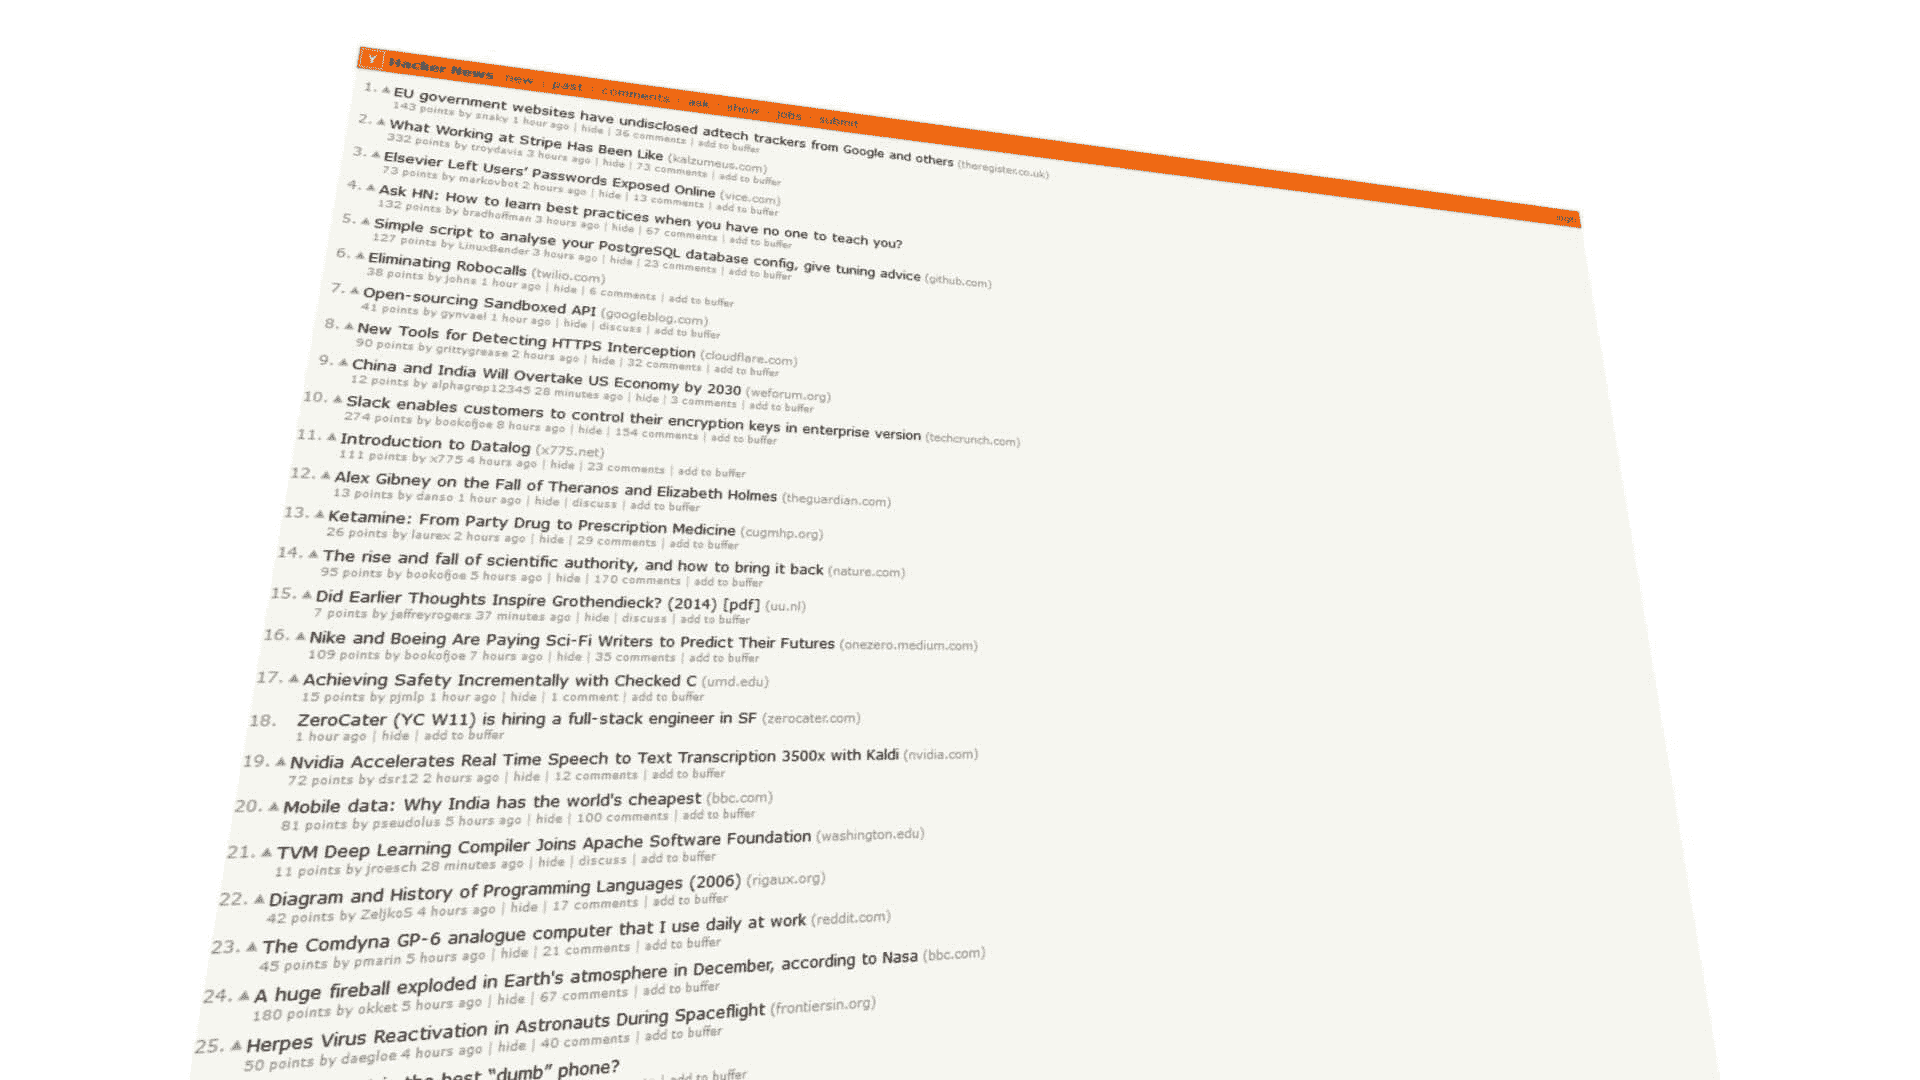 Y Hacker News new · past · comments · ask · show · jobs · submit
1. EU government websites have undisclosed adtech trackers from Google and others (theregister.co.uk)
143 points by snaky 1 hour ago | hide | 36 comments | add to buffer
2. What Working at Stripe Has Been Like (kalzumeus.com)
332 points by troydavis 3 hours ago | hide | 73 comments | add to buffer
3. Elsevier Left Users’ Passwords Exposed Online (vice.com)
73 points by markovbot 2 hours ago | hide | 13 comments | add to buffer
4. Ask HN: How to learn best practices when you have no one to teach you?
132 points by bradhoffman 3 hours ago | hide | 67 comments | add to buffer
5. Simple script to analyse your PostgreSQL database config, give tuning advice (github.com)
127 points by LinuxBender 3 hours ago | hide | 23 comments | add to buffer
6. Eliminating Robocalls (twilio.com)
38 points by johns 1 hour ago | hide | 6 comments | add to buffer
7. Open-sourcing Sandboxed API (googleblog.com)
41 points by gynvael 1 hour ago | hide | discuss | add to buffer
8. New Tools for Detecting HTTPS Interception (cloudflare.com)
90 points by grittygrease 2 hours ago | hide | 32 comments | add to buffer
9. China and India Will Overtake US Economy by 2030 (weforum.org)
12 points by alphagrep12345 28 minutes ago | hide | 3 comments | add to buffer
10. Slack enables customers to control their encryption keys in enterprise version (techcrunch.com)
274 points by bookofjoe 8 hours ago | hide | 154 comments | add to buffer
11. Introduction to Datalog (x775.net)
111 points by x775 4 hours ago | hide | 23 comments | add to buffer
12. Alex Gibney on the Fall of Theranos and Elizabeth Holmes (theguardian.com)
13 points by danso 1 hour ago | hide | discuss | add to buffer
13. Ketamine: From Party Drug to Prescription Medicine (cugmhp.org)
26 points by laurex 2 hours ago | hide | 29 comments | add to buffer
14. The rise and fall of scientific authority, and how to bring it back (nature.com)
95 points by bookofjoe 5 hours ago | hide | 170 comments | add to buffer
15. Did Earlier Thoughts Inspire Grothendieck? (2014) [pdf] (uu.nl)
7 points by jeffreyrogers 37 minutes ago | hide | discuss | add to buffer
16. Nike and Boeing Are Paying Sci-Fi Writers to Predict Their Futures (onezero.medium.com)
109 points by bookofjoe 7 hours ago | hide | 35 comments | add to buffer
17. Achieving Safety Incrementally with Checked C (umd.edu)
15 points by pjmlp 1 hour ago | hide | 1 comment | add to buffer
18. ZeroCater (YC W11) is hiring a full-stack engineer in SF (zerocater.com)
1 hour ago | hide | add to buffer
19. Nvidia Accelerates Real Time Speech to Text Transcription 3500x with Kaldi (nvidia.com)
72 points by dsr12 2 hours ago | hide | 12 comments | add to buffer
20. Mobile data: Why India has the world's cheapest (bbc.com)
81 points by pseudolus 5 hours ago | hide | 100 comments | add to buffer
21. TVM Deep Learning Compiler Joins Apache Software Foundation (washington.edu)
11 points by jroesch 28 minutes ago | hide | discuss | add to buffer
22. Diagram and History of Programming Languages (2006) (rigaux.org)
42 points by ZeljkoS 4 hours ago | hide | 17 comments | add to buffer
23. The Comdyna GP-6 analogue computer that I use daily at work (reddit.com)
45 points by pmarin 5 hours ago | hide | 21 comments | add to buffer
24. A huge fireball exploded in Earth's atmosphere in December, according to Nasa (bbc.com)
180 points by okket 5 hours ago | hide | 67 comments | add to buffer
25. Herpes Virus Reactivation in Astronauts During Spaceflight (frontiersin.org)
50 points by daegloe 4 hours ago | hide | 40 comments | add to buffer
the best “dumb” phone?
add to buffer